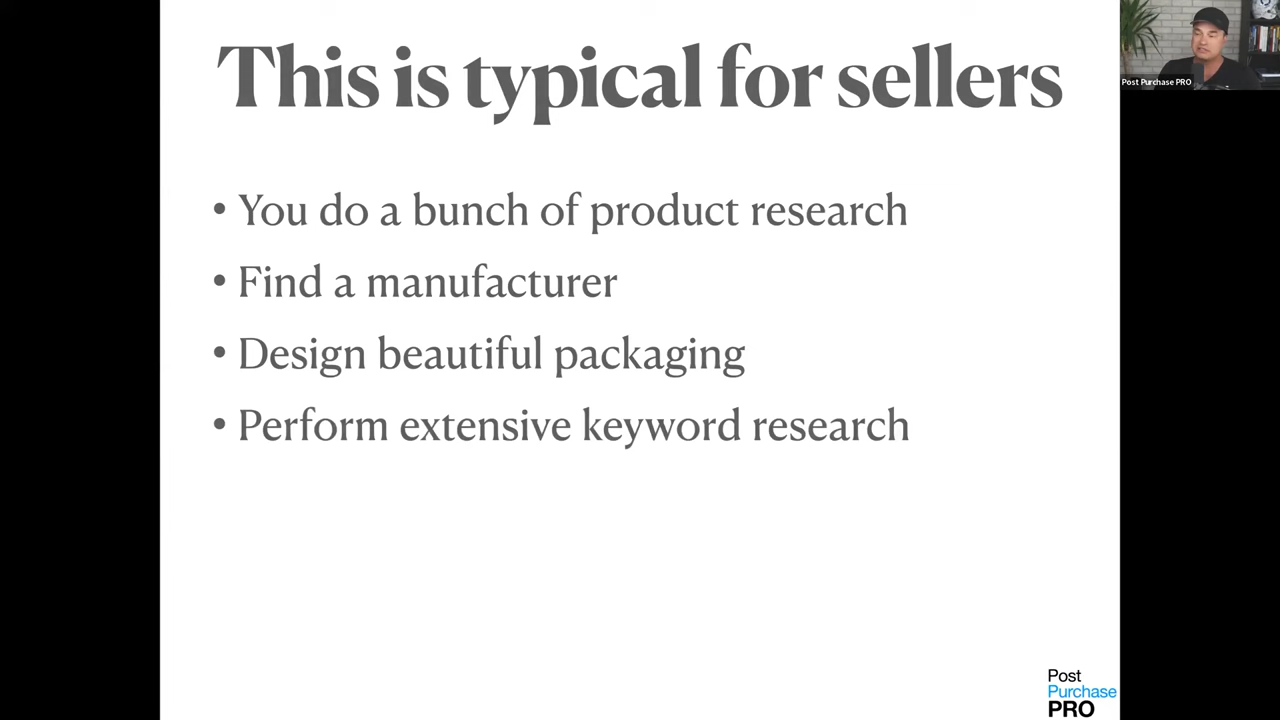 This is typical for sellers
Post Purchase PRO
• You do a bunch of product research
• Find a manufacturer
• Design beautiful packaging
• Perform extensive keyword research
Post
Purchase
PRO